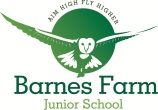 AIM HIGH FLY HIGHER
Barnes Farm
Junior School